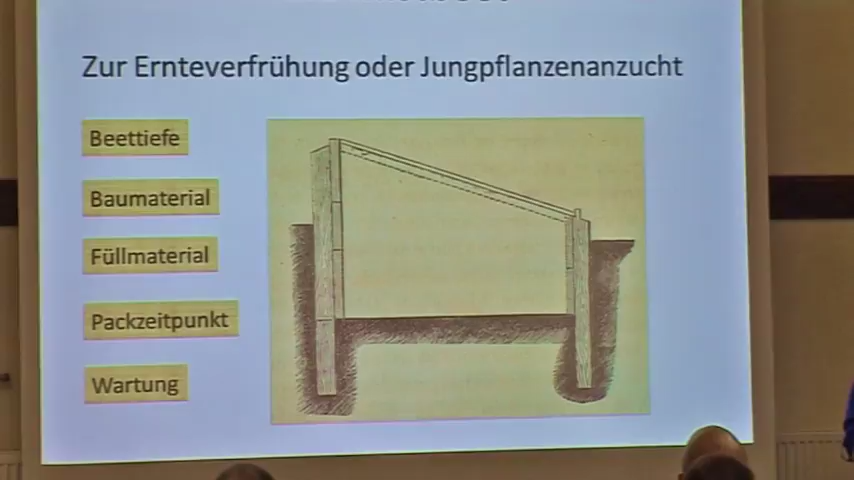 Zur Ernteverfrühung oder Jungpflanzenanzucht
Beettiefe
Baumaterial
Füllmaterial
Packzeitpunkt
Wartung